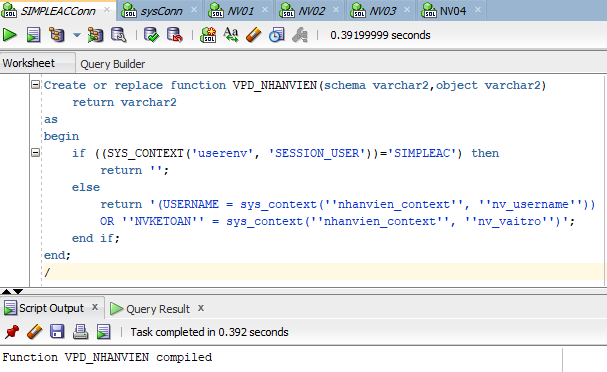 SIMPLEACConn sysConn NV01 NV02 NV03 NV04
0.39199999 seconds
Worksheet Query Builder
Create or replace function VPD_NHANVIEN(schema varchar2,object varchar2)
return varchar2
as
begin
if ((SYS_CONTEXT('userenv', 'SESSION_USER'))='SIMPLEAC') then
return '';
else
return '(USERNAME = sys_context(''nhanvien_context'', ''nv_username''))
OR ''NVKETOAN'' = sys_context(''nhanvien_context'', ''nv_vaitro'')';
end if;
end;
/
Script Output x Query Result x
Task completed in 0.392 seconds
Function VPD_NHANVIEN compiled